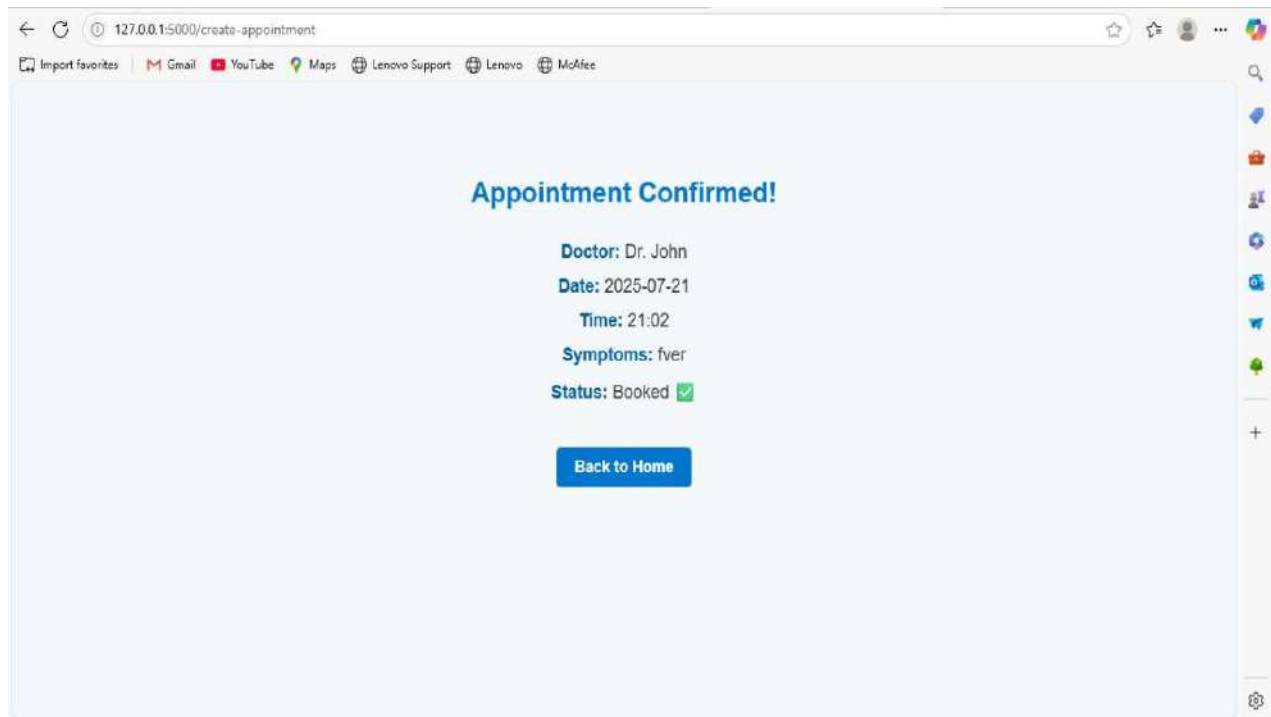 127.0.0.1:5000/create-appointment
Import favorites Gmail YouTube Maps Lenovo Support Lenovo McAfee
Appointment Confirmed!
Doctor: Dr. John
Date: 2025-07-21
Time: 21:02
Symptoms: fver
Status: Booked ✅
Back to Home